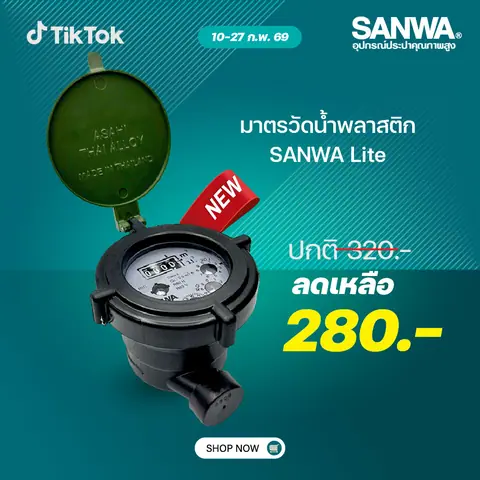 TikTok
10-27 ก.พ. 69
SANWA®
อุปกรณ์ประปาคุณภาพสูง
มาตรวัดน้ำพลาสติก
SANWA Lite
ASAHI
THAI ALLOY
MADE IN THAILAND
NEW
ปกติ 320.-
ลดเหลือ
280.-
SHOP NOW